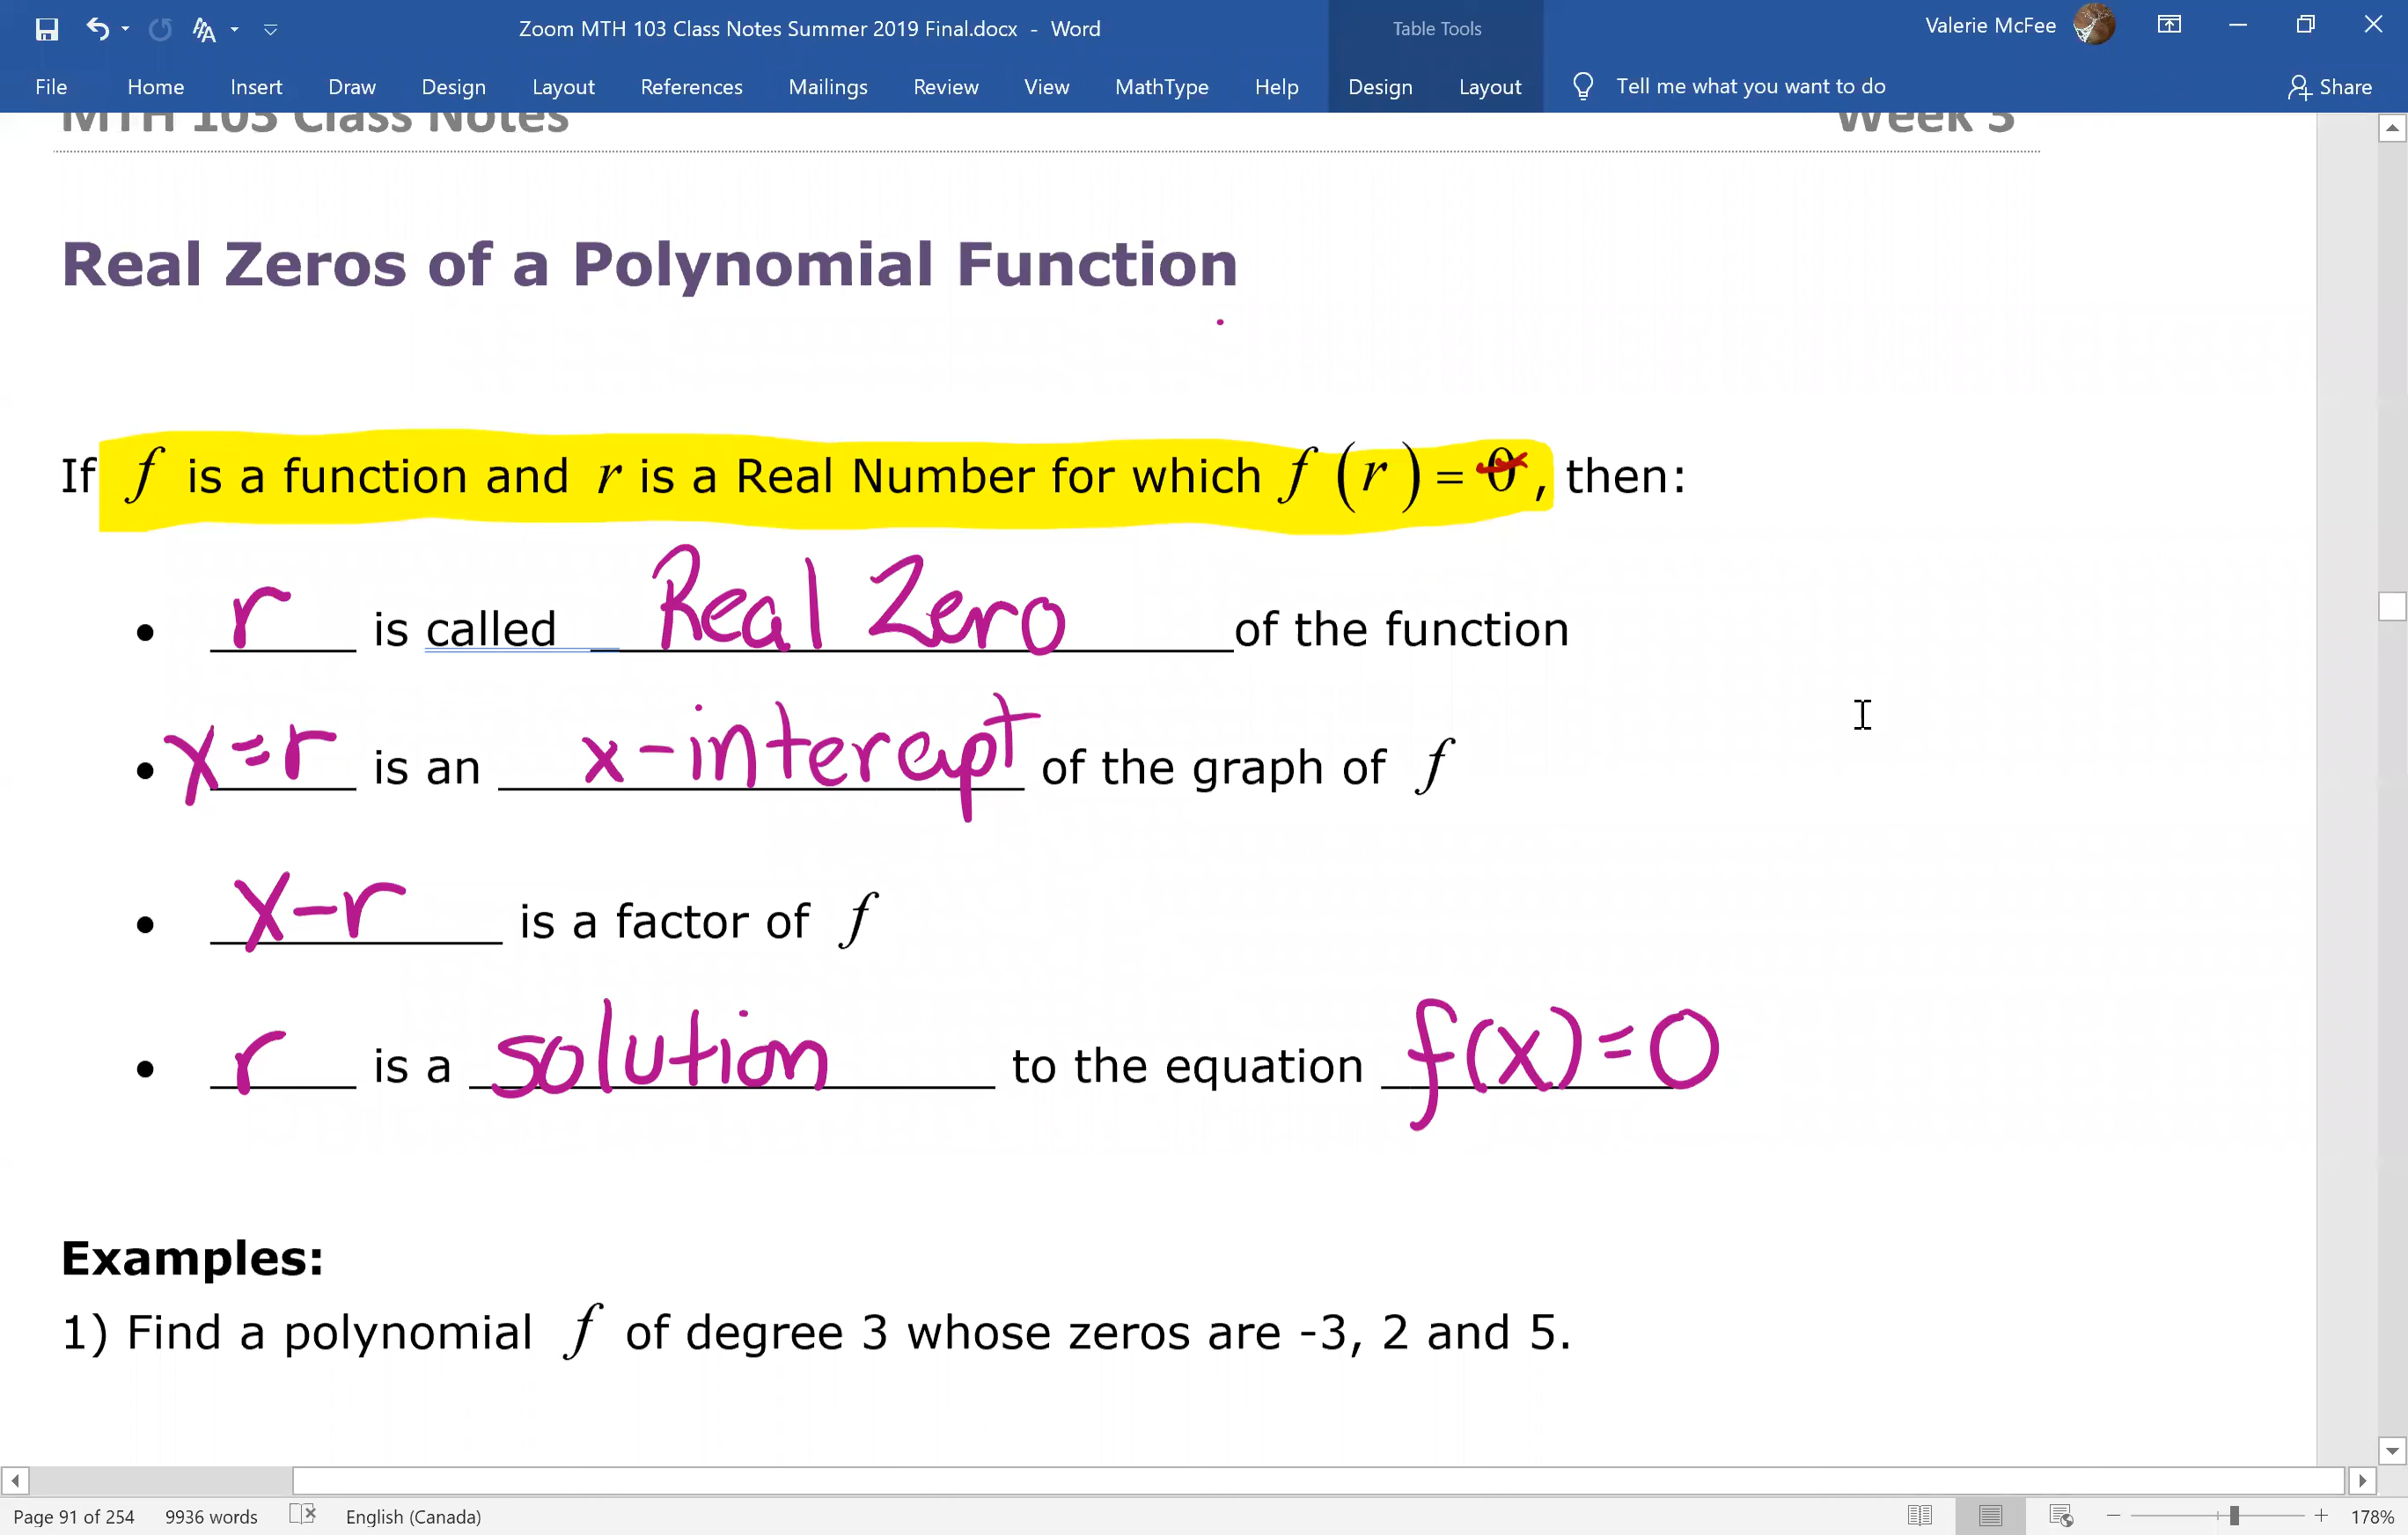 Zoom MTH 103 Class Notes Summer 2019 Final.docx - Word
Table Tools
Valerie McFee
File Home Insert Draw Design Layout References Mailings Review View MathType Help Design Layout Tell me what you want to do Share
MTH 103 Class Notes Week 3
Real Zeros of a Polynomial Function
If f is a function and r is a Real Number for which f(r) = 0, then:
• r is called Real Zero of the function
• x=r is an x-intercept of the graph of f
• x-r is a factor of f
• r is a solution to the equation f(x)=0
Examples:
1) Find a polynomial f of degree 3 whose zeros are -3, 2 and 5.
Page 91 of 254 9936 words English (Canada) 178%